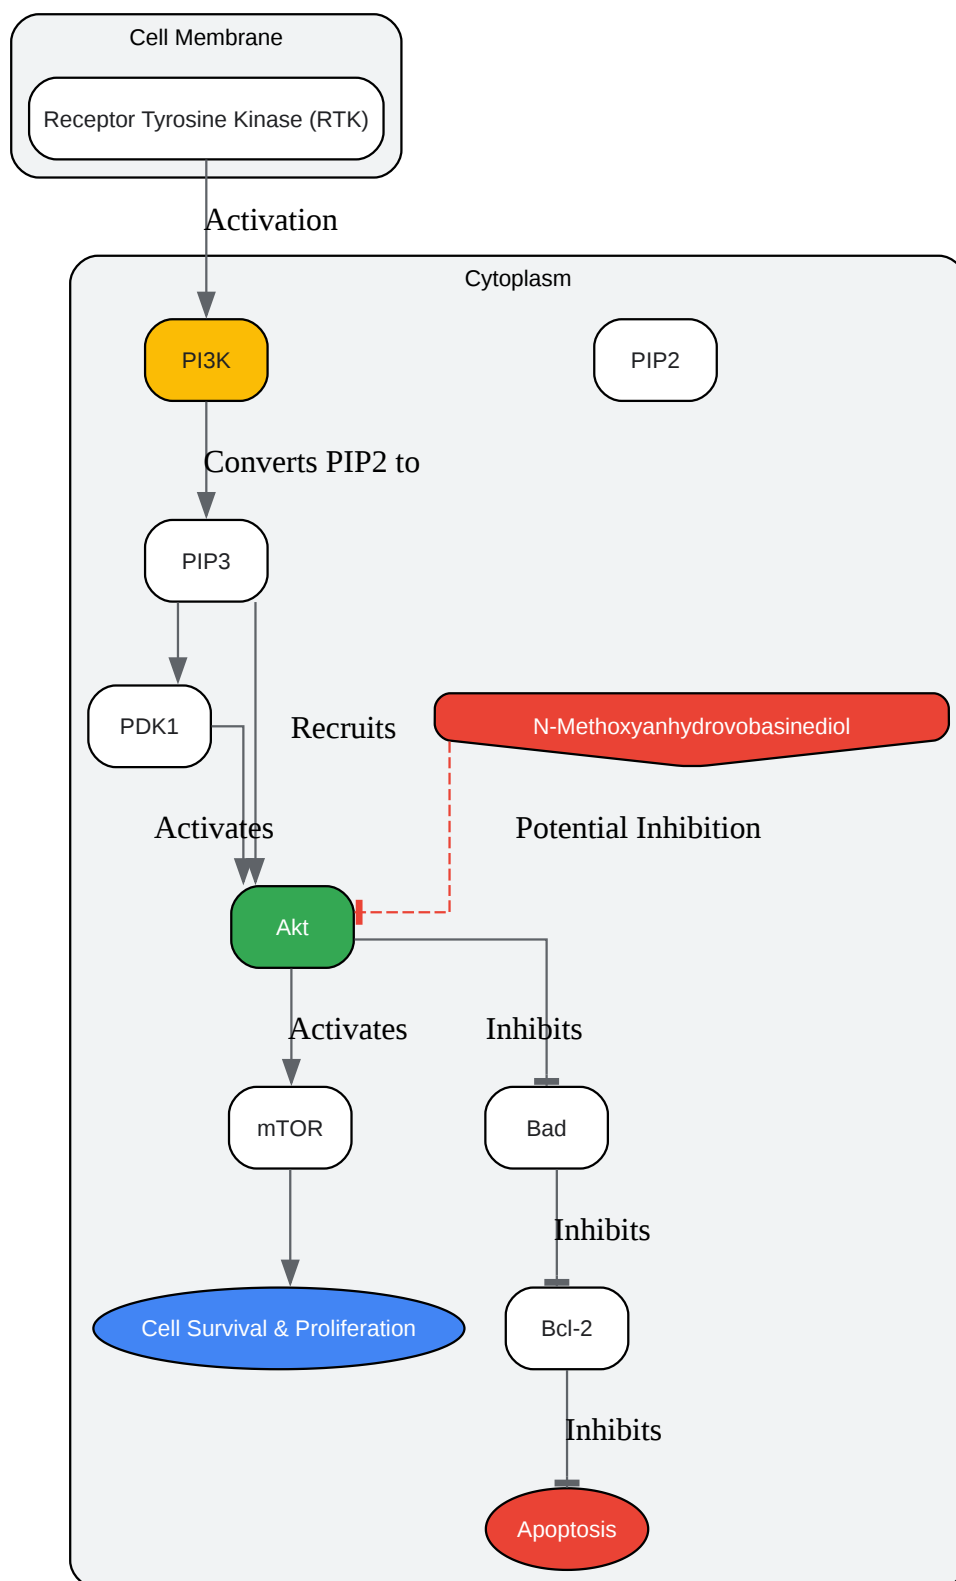 Cell Membrane
Receptor Tyrosine Kinase (RTK)
Activation
Cytoplasm
PI3K
PIP2
Converts PIP2 to
PIP3
PDK1
Recruits
N-Methoxyanhydrovobasinediol
Activates
Potential Inhibition
Akt
Activates
Inhibits
mTOR
Bad
Inhibits
Cell Survival & Proliferation
Bcl-2
Inhibits
Apoptosis